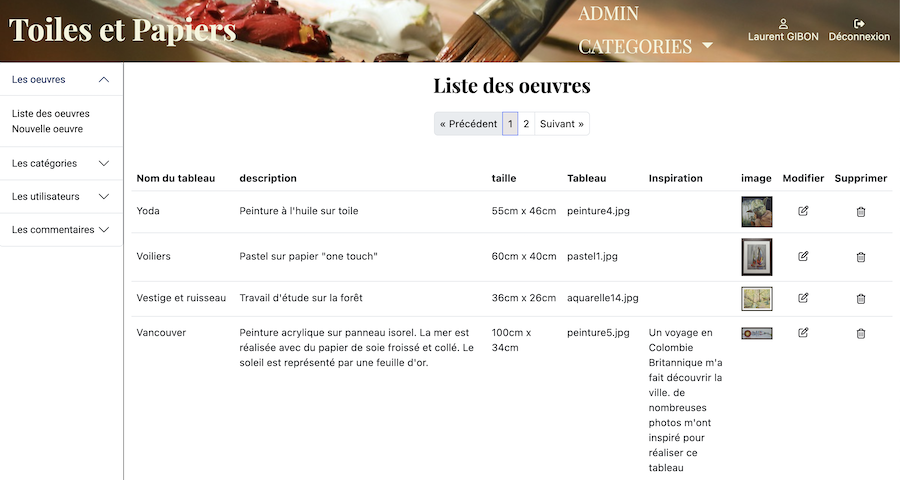 Toiles et Papiers
ADMIN
CATEGORIES
Laurent GIBON
Déconnexion
Les oeuvres
Liste des oeuvres
Nouvelle oeuvre
Les catégories
Les utilisateurs
Les commentaires
Liste des oeuvres
« Précédent 1 2 Suivant »
Nom du tableau description taille Tableau Inspiration image Modifier Supprimer
Yoda Peinture à l'huile sur toile 55cm x 46cm peinture4.jpg
Voiliers Pastel sur papier "one touch" 60cm x 40cm pastel1.jpg
Vestige et ruisseau Travail d'étude sur la forêt 36cm x 26cm aquarelle14.jpg
Vancouver
Peinture acrylique sur panneau isorel. La mer est
réalisée avec du papier de soie froissé et collé. Le
soleil est représenté par une feuille d'or.
100cm x
34cm
peinture5.jpg
Un voyage en
Colombie
Britannique m'a
fait découvrir la
ville. de
nombreuses
photos m'ont
inspiré pour
réaliser ce
tableau